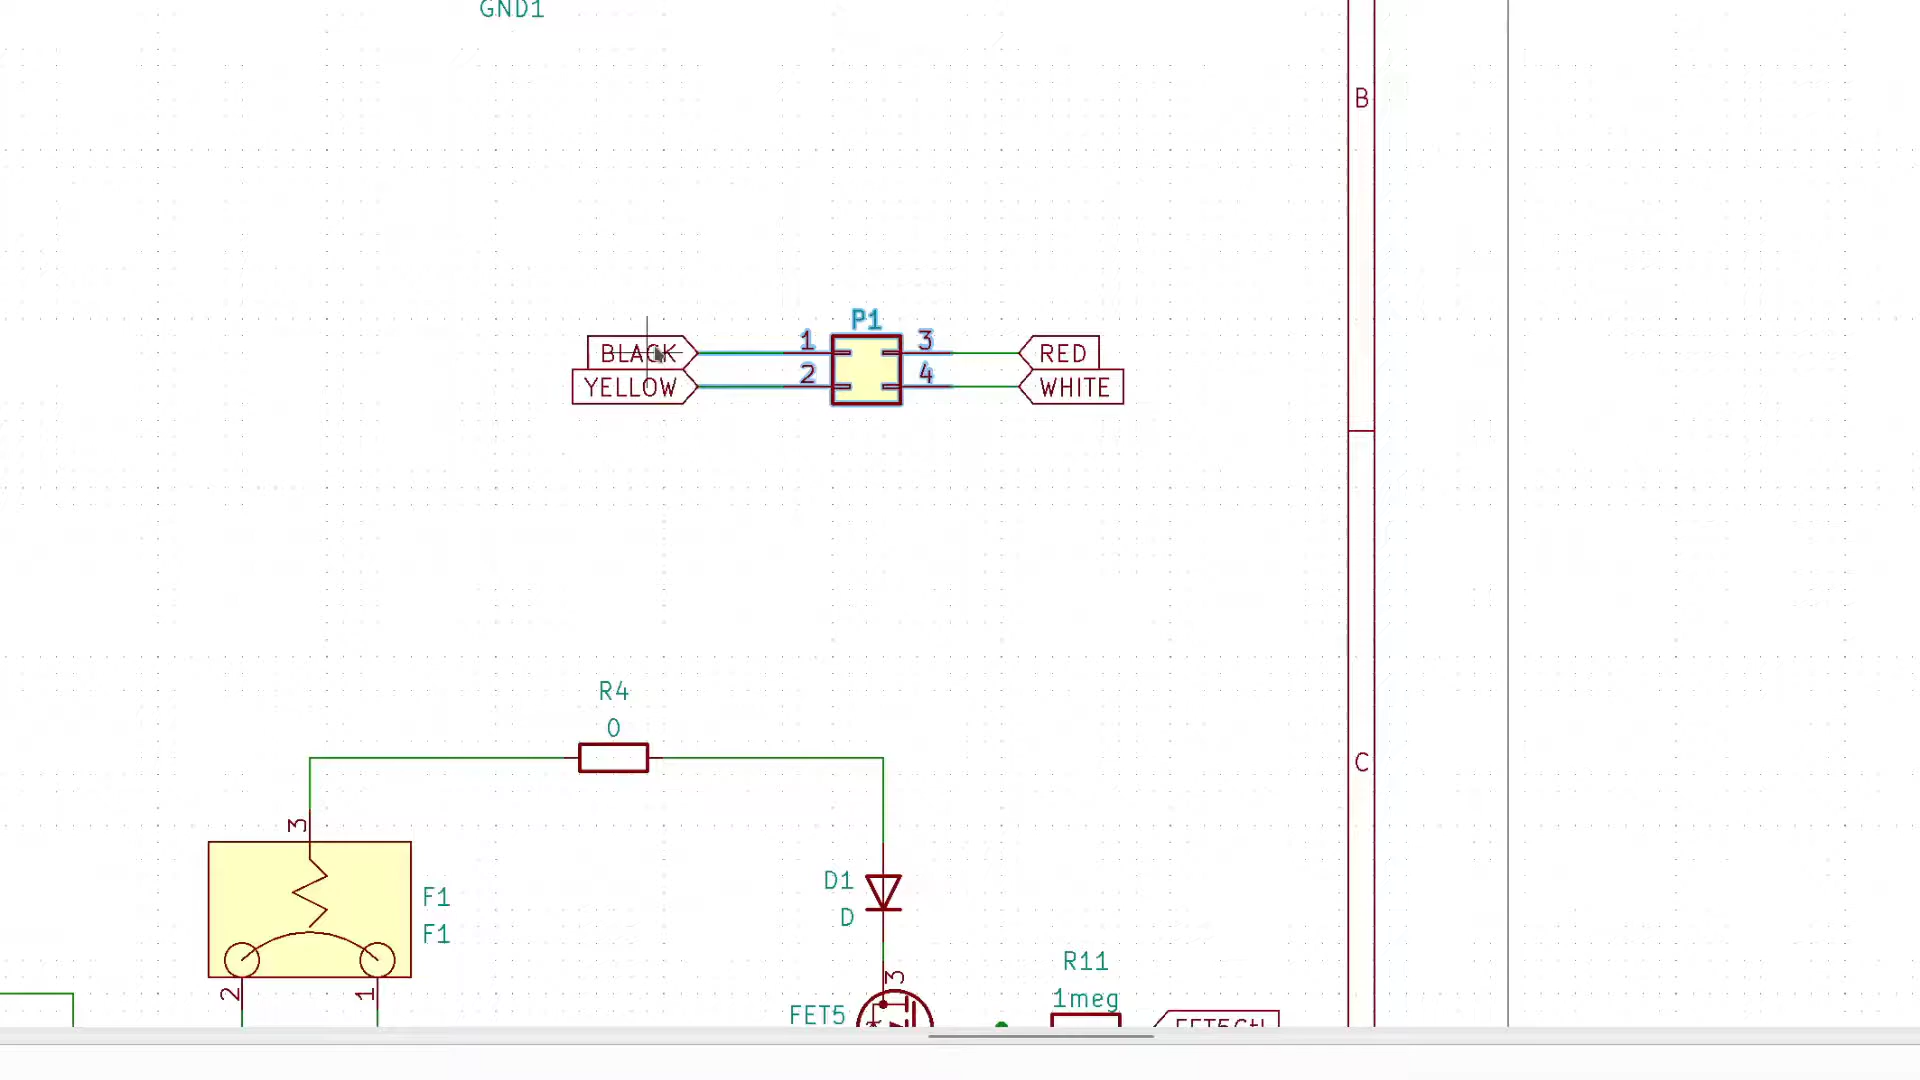 GND1
B
P1
BLACK 1 3 RED
YELLOW 2 4 WHITE
R4
0
C
3
D1
D
F1
F1
R11
1meg
3
2 1
FET5
FET5Ctl